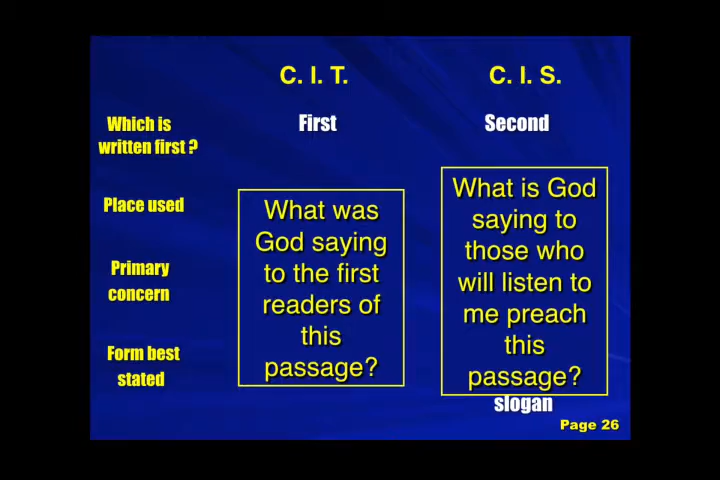 C. I. T.
C. I. S.
Which is
written first ?
First
Second
Place used
Primary
concern
Form best
stated
What was
God saying
to the first
readers of
this
passage?
What is God
saying to
those who
will listen to
me preach
this
passage?
slogan
Page 26